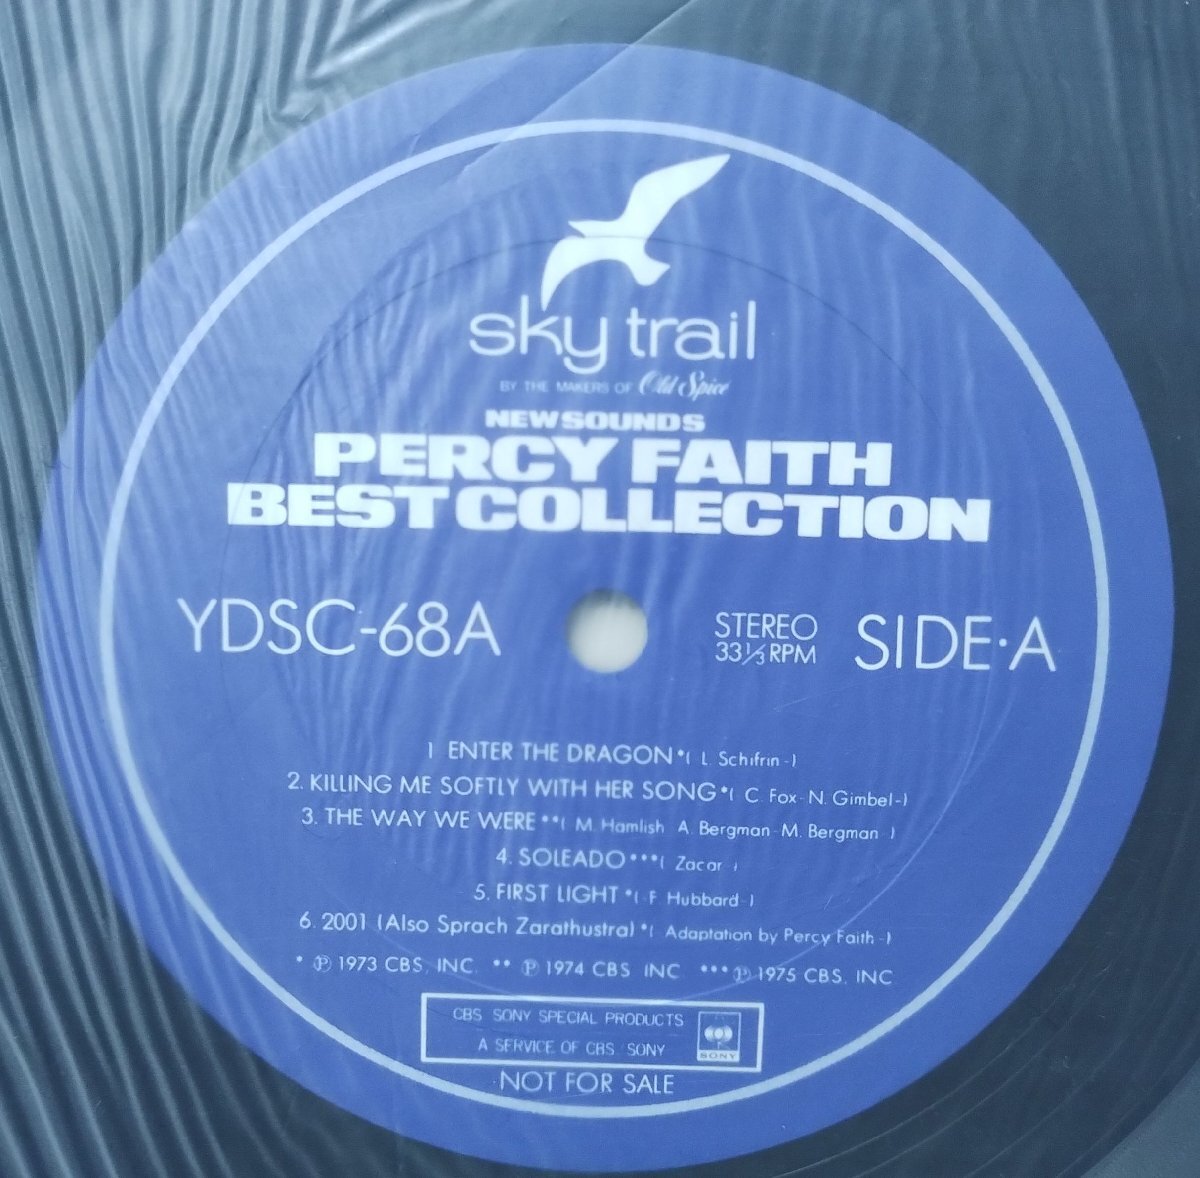 sky trail
BY THE MAKERS OF Old Spice
NEW SOUNDS
PERCY FAITH
BEST COLLECTION
YDSC-68A
STEREO
33 1/3 RPM
SIDE·A
1 ENTER THE DRAGON*( L. Schifrin -)
2. KILLING ME SOFTLY WITH HER SONG*( C. Fox - N. Gimbel-)
3. THE WAY WE WERE**( M. Hamlish A. Bergman - M. Bergman )
4. SOLEADO***( Zacar )
5. FIRST LIGHT*(-F. Hubbard-)
6. 2001 (Also Sprach Zarathustra)*( Adaptation by Percy Faith-)
* ℗ 1973 CBS, INC. ** ℗ 1974 CBS INC ***℗ 1975 CBS, INC
CBS SONY SPECIAL PRODUCTS
A SERVICE OF CBS/SONY
SONY
NOT FOR SALE